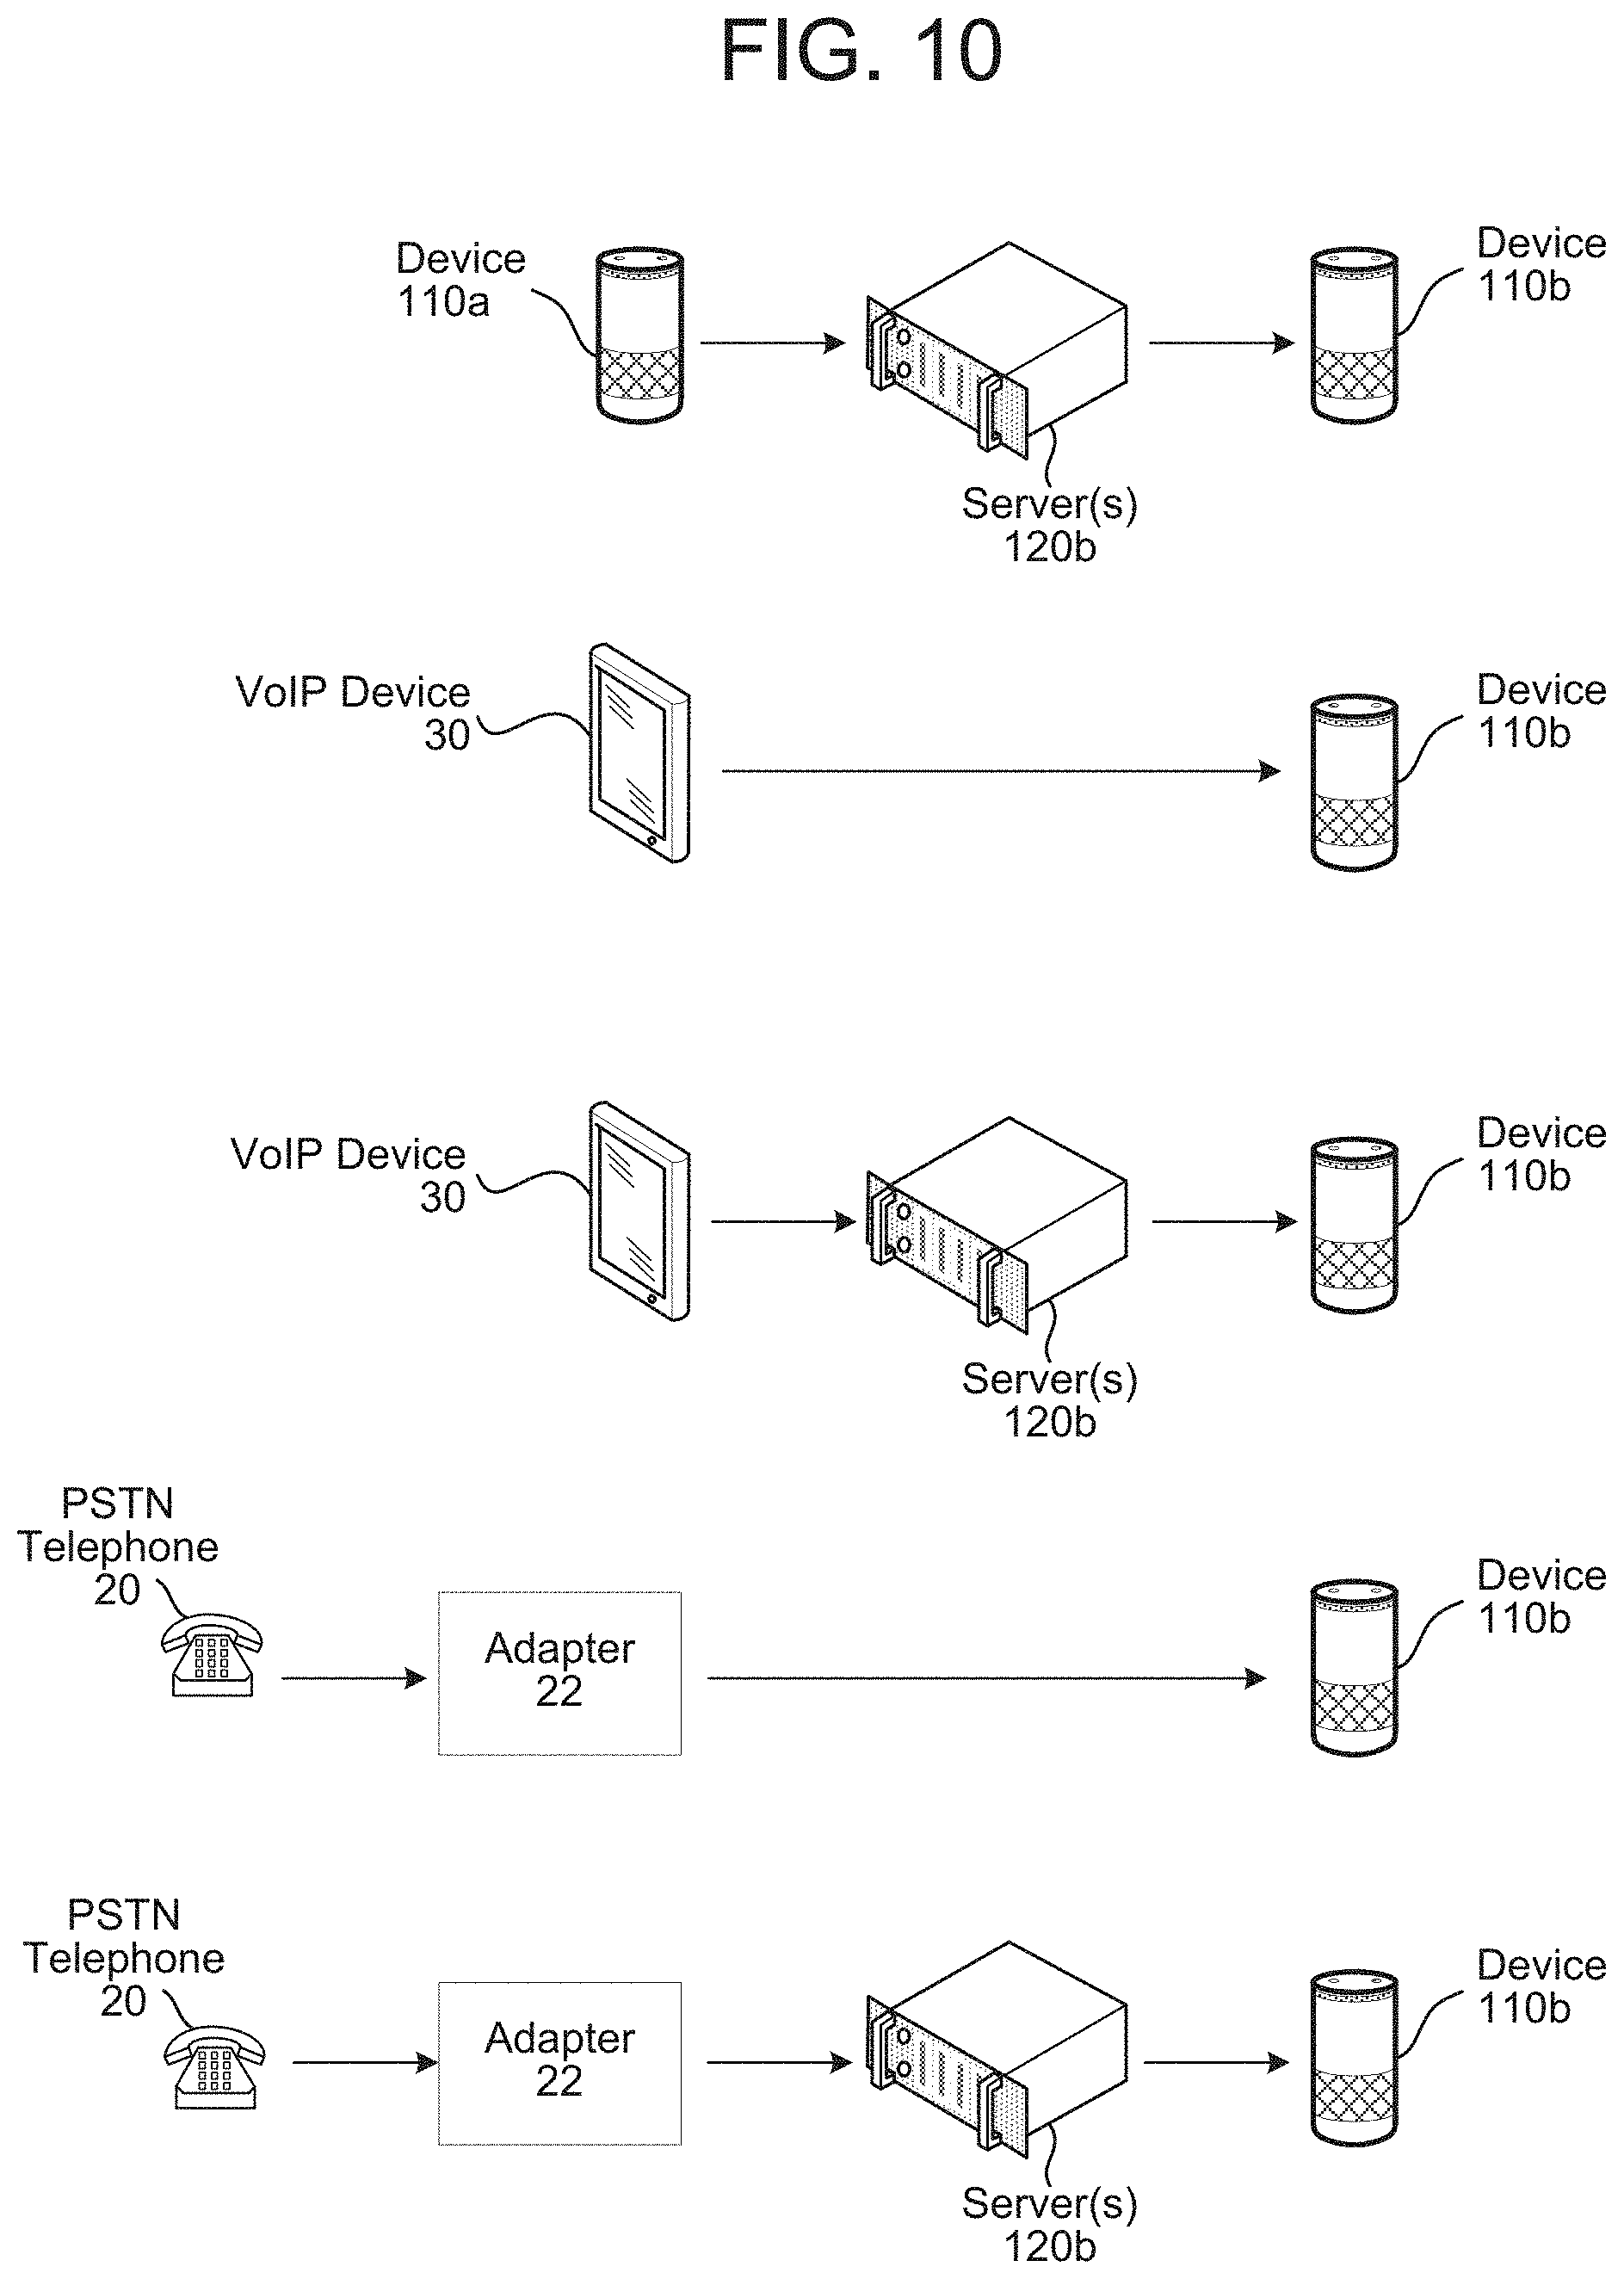 FIG. 10
Device
110a
Server(s)
120b
Device
110b
VoIP Device
30
Device
110b
VoIP Device
30
Server(s)
120b
Device
110b
PSTN
Telephone
20
Adapter
22
Device
110b
PSTN
Telephone
20
Adapter
22
Server(s)
120b
Device
110b